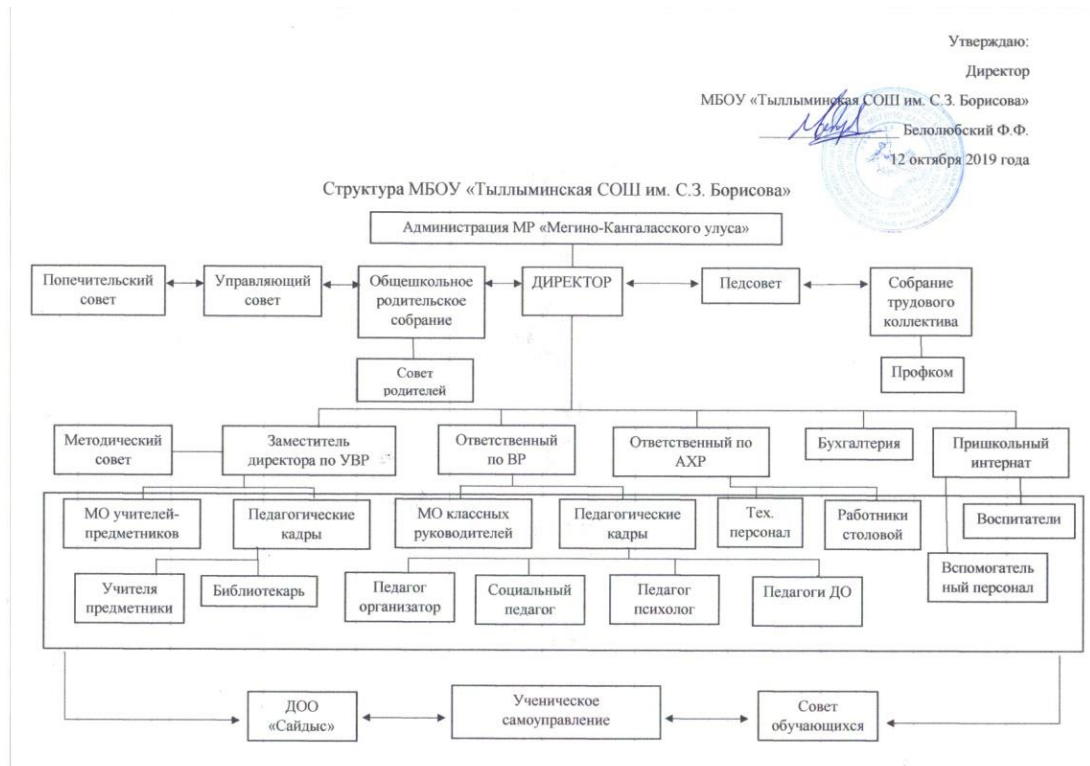 Утверждаю:
Директор
МБОУ «Тыллыминская СОШ им. С.З. Борисова»
Белолюбский Ф.Ф.
12 октября 2019 года
Структура МБОУ «Тыллыминская СОШ им. С.З. Борисова»
Администрация МР «Мегино-Кангаласского улуса»
Попечительский
совет
Управляющий
совет
Общешкольное
родительское
собрание
ДИРЕКТОР
Педсовет
Собрание
трудового
коллектива
Совет
родителей
Профком
Методический
совет
Заместитель
директора по УВР
Ответственный
по ВР
Ответственный по
АХР
Бухгалтерия
Пришкольный
интернат
МО учителей-
предметников
Педагогические
кадры
МО классных
руководителей
Педагогические
кадры
Тех.
персонал
Работники
столовой
Воспитатели
Учителя
предметники
Библиотекарь
Педагог
организатор
Социальный
педагог
Педагог
психолог
Педагоги ДО
Вспомогатель
ный персонал
ДОО
«Сайдыс»
Ученическое
самоуправление
Совет
обучающихся